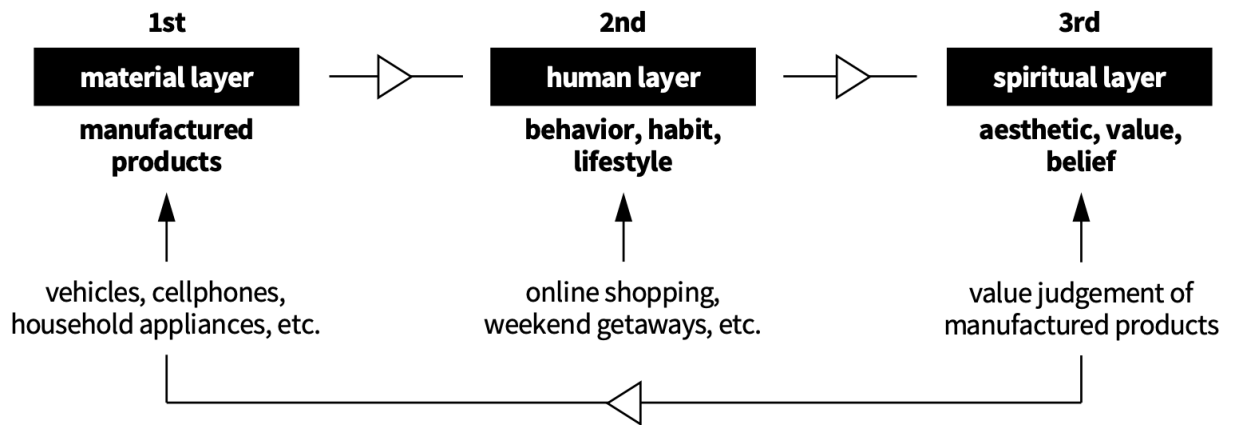 1st
material layer
manufactured
products
vehicles, cellphones,
household appliances, etc.
2nd
human layer
behavior, habit,
lifestyle
online shopping,
weekend getaways, etc.
3rd
spiritual layer
aesthetic, value,
belief
value judgement of
manufactured products